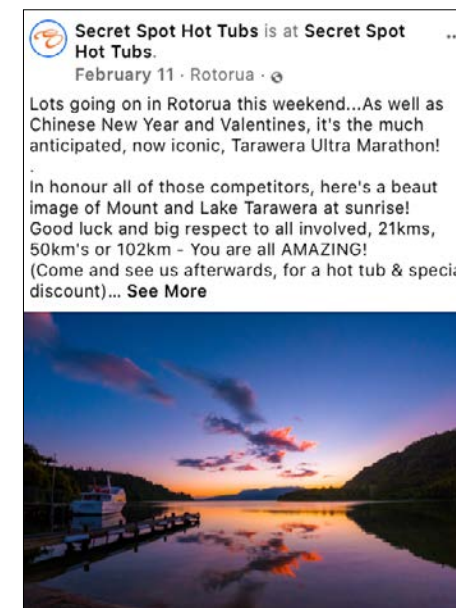 Secret Spot Hot Tubs is at Secret Spot
Hot Tubs.
February 11 · Rotorua ·
Lots going on in Rotorua this weekend...As well as
Chinese New Year and Valentines, it's the much
anticipated, now iconic, Tarawera Ultra Marathon!
.
In honour all of those competitors, here's a beaut
image of Mount and Lake Tarawera at sunrise!
Good luck and big respect to all involved, 21kms,
50km's or 102km - You are all AMAZING!
(Come and see us afterwards, for a hot tub & specia
discount)... See More